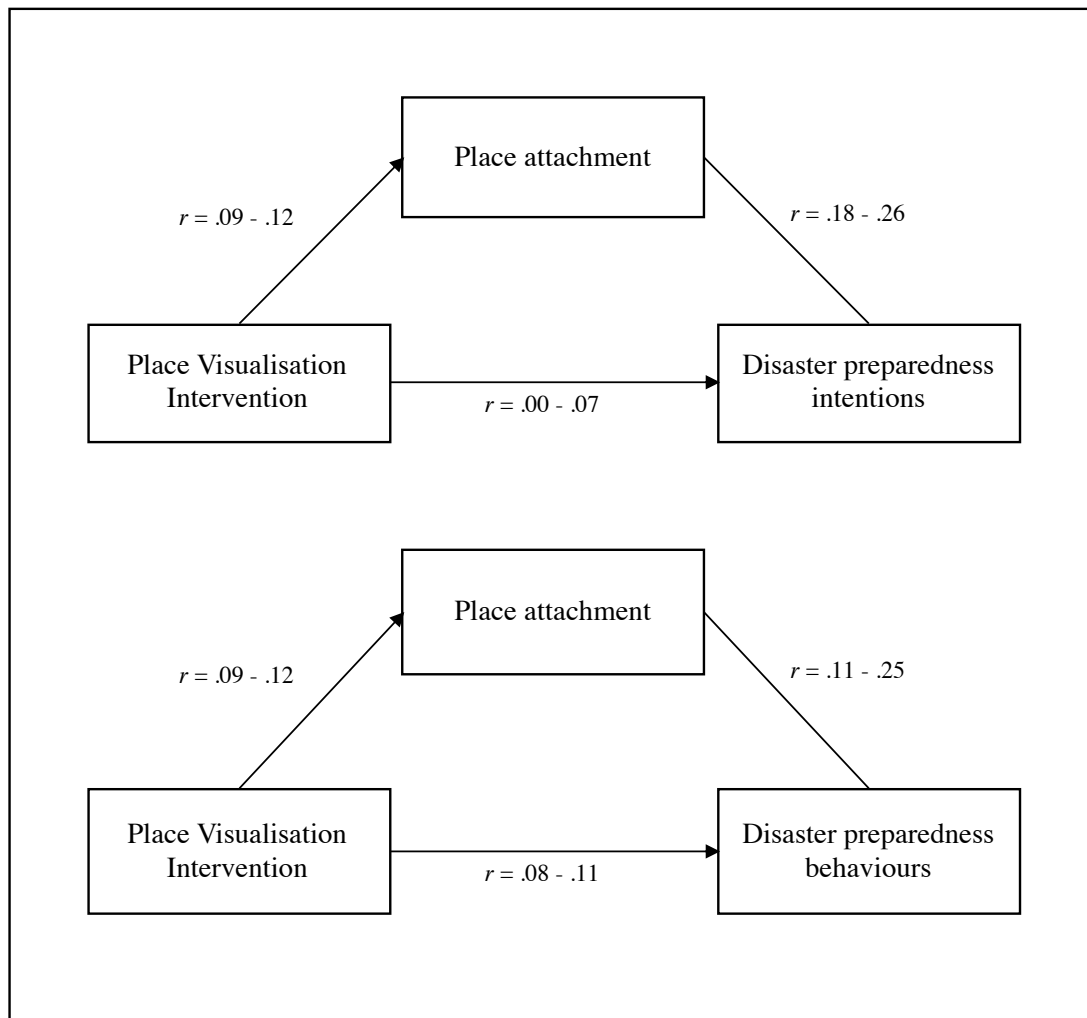 Place attachment
r = .09 - .12
r = .18 - .26
Place Visualisation
Intervention
Disaster preparedness
intentions
r = .00 - .07
Place attachment
r = .09 - .12
r = .11 - .25
Place Visualisation
Intervention
Disaster preparedness
behaviours
r = .08 - .11